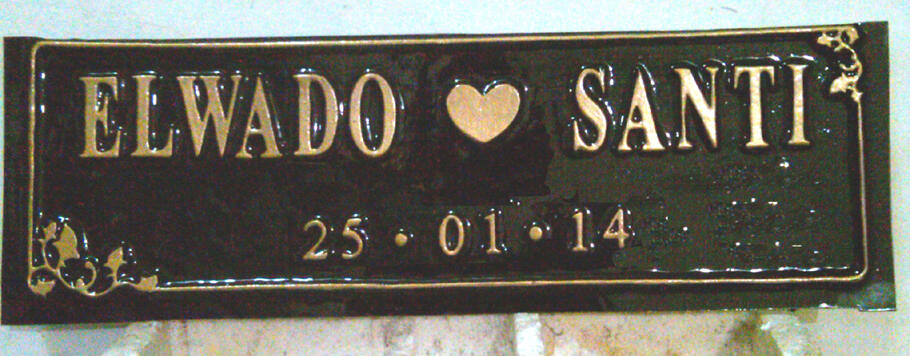 ELWADO ♥ SANTI
25 • 01 • 14